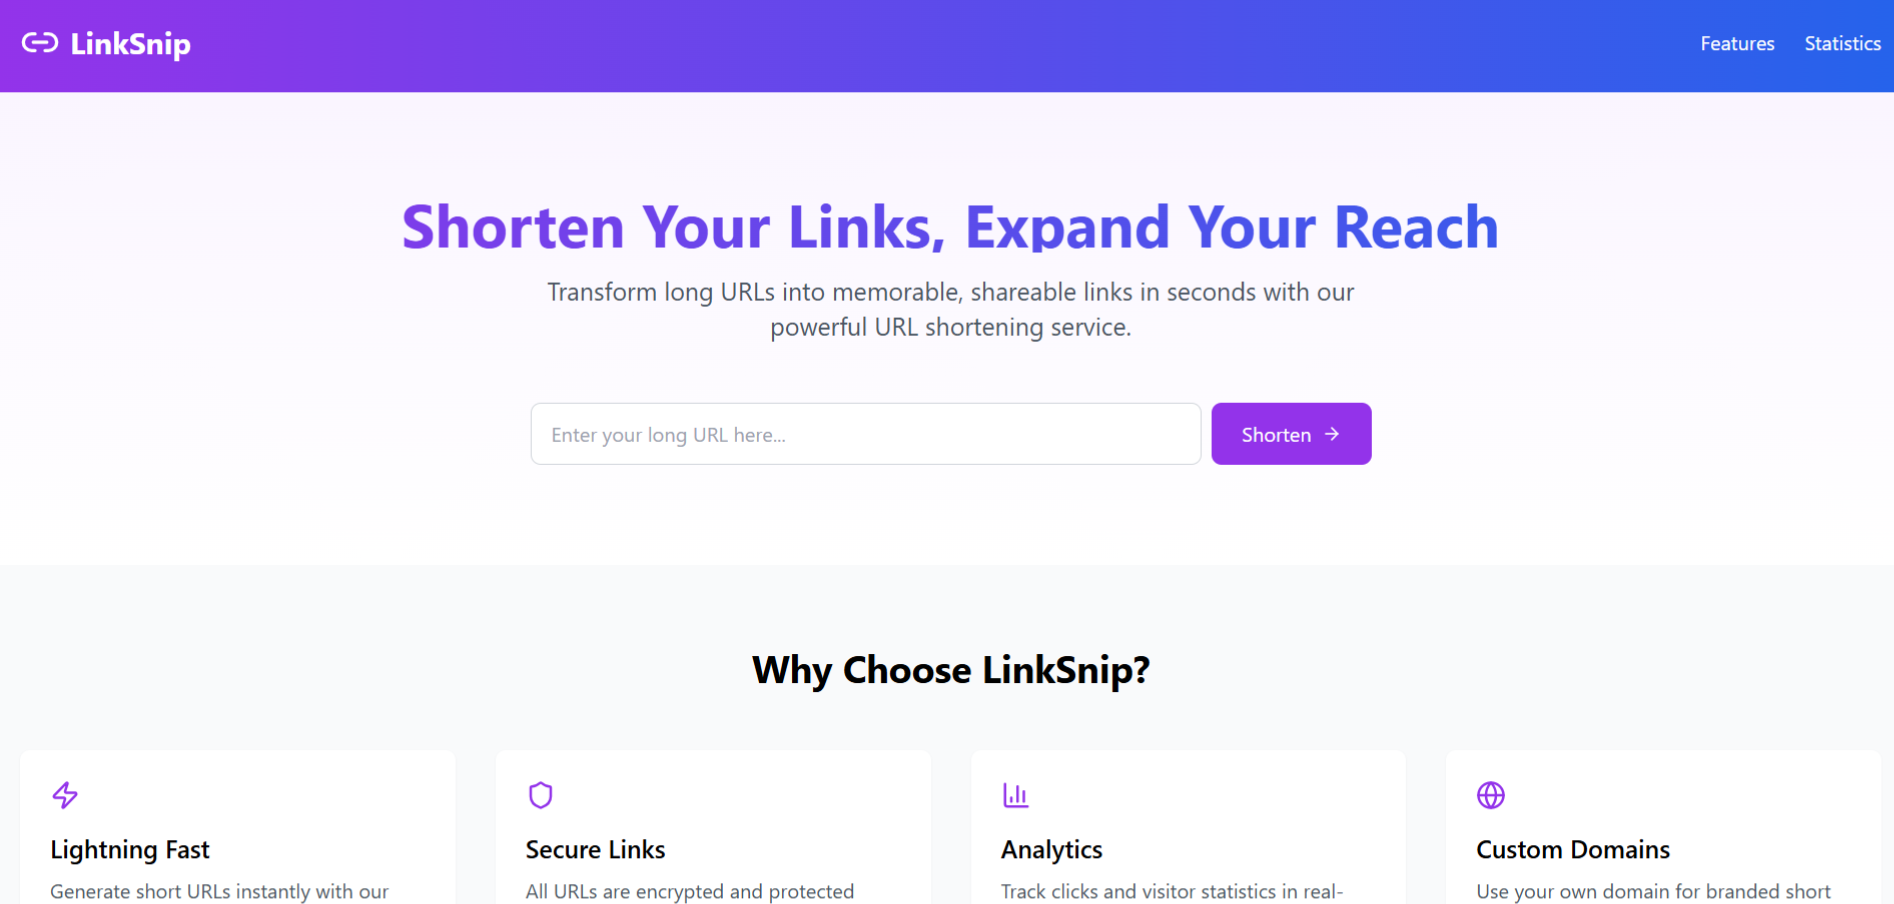 LinkSnip
Features
Statistics
Shorten Your Links, Expand Your Reach
Transform long URLs into memorable, shareable links in seconds with our
powerful URL shortening service.
Enter your long URL here...
Shorten →
Why Choose LinkSnip?
Lightning Fast
Generate short URLs instantly with our
Secure Links
All URLs are encrypted and protected
Analytics
Track clicks and visitor statistics in real-
Custom Domains
Use your own domain for branded short